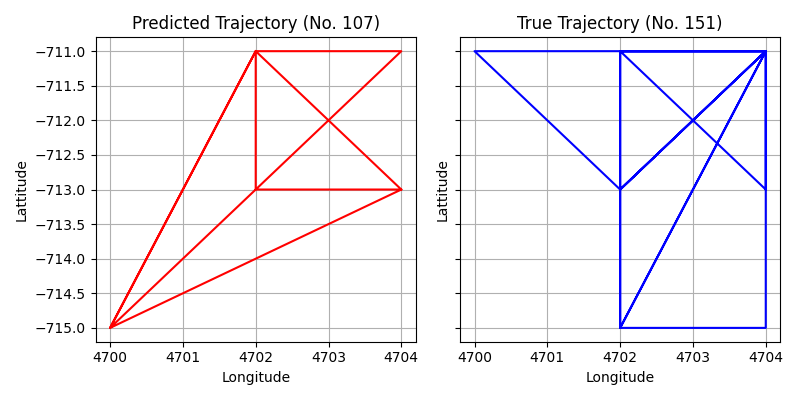 Predicted Trajectory (No. 107)
True Trajectory (No. 151)
−711.0
−711.5
−712.0
−712.5
−713.0
−713.5
−714.0
−714.5
−715.0
Lattitude
Lattitude
4700 4701 4702 4703 4704
4700 4701 4702 4703 4704
Longitude
Longitude